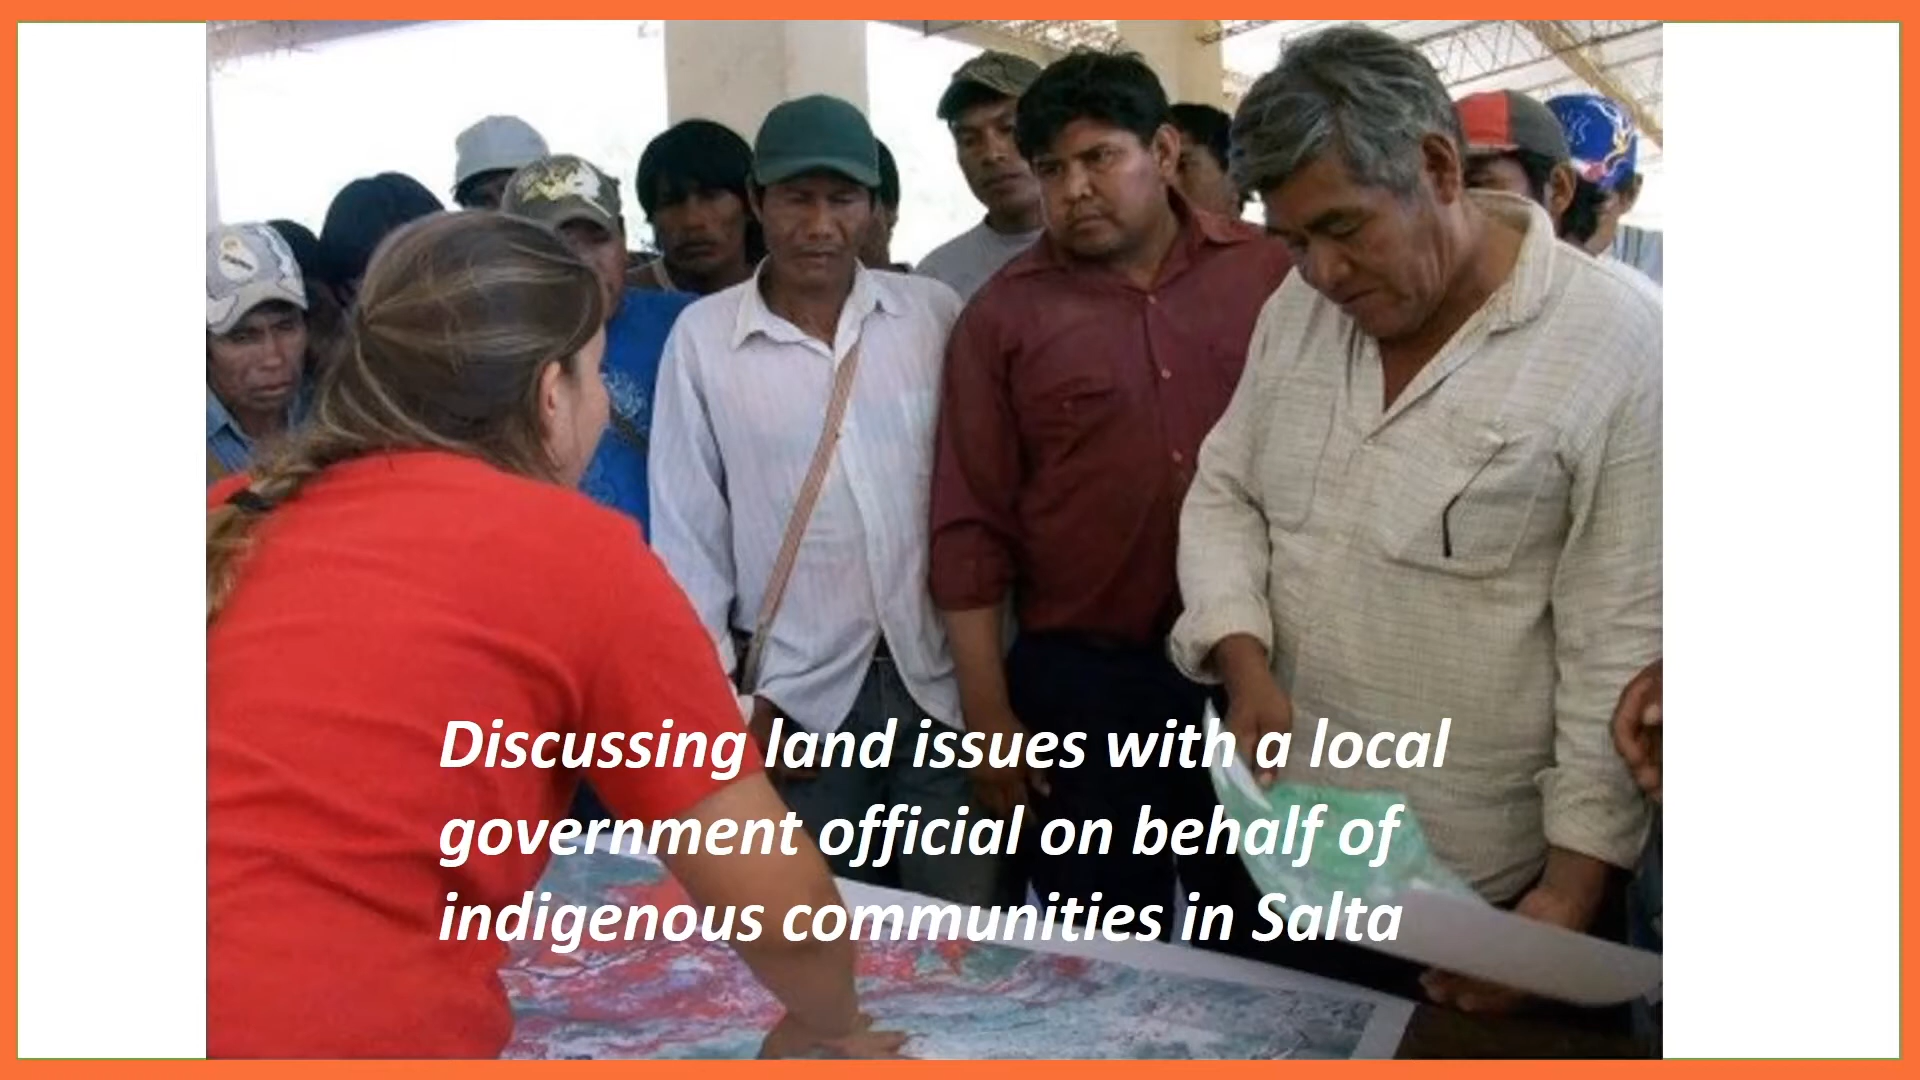 Discussing land issues with a local
government official on behalf of
indigenous communities in Salta